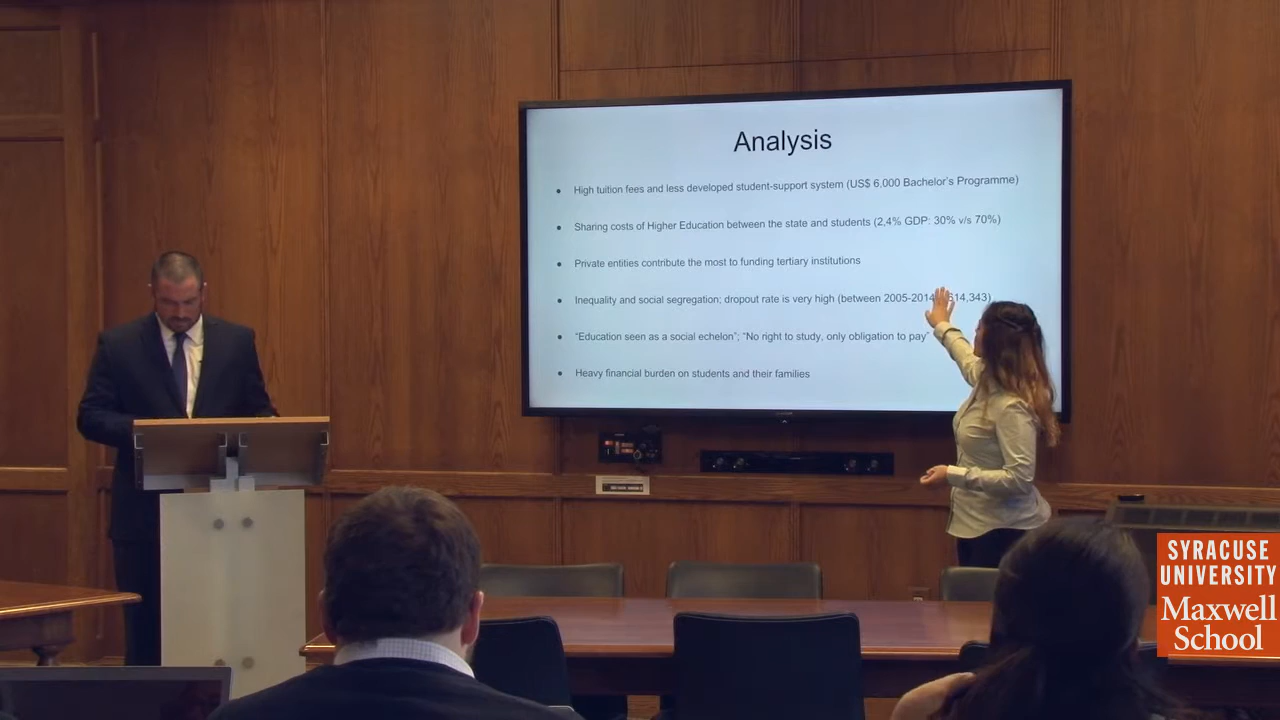 Analysis
● High tuition fees and less developed student-support system (US$ 6,000 Bachelor's Programme)
● Sharing costs of Higher Education between the state and students (2,4% GDP: 30% v/s 70%)
● Private entities contribute the most to funding tertiary institutions
● Inequality and social segregation; dropout rate is very high (between 2005-2014 14,343)
● "Education seen as a social echelon"; "No right to study, only obligation to pay"
● Heavy financial burden on students and their families
SYRACUSE
UNIVERSITY
Maxwell
School